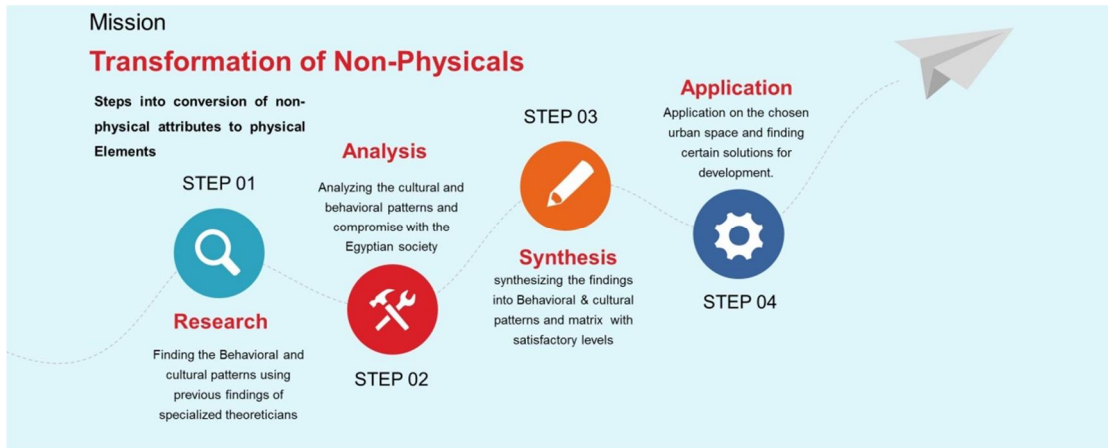 Mission
Transformation of Non-Physicals
Steps into conversion of non-
physical attributes to physical
Elements
STEP 01
Research
Finding the Behavioral and
cultural patterns using
previous findings of
specialized theoreticians
Analysis
Analyzing the cultural and
behavioral patterns and
compromise with the
Egyptian society
STEP 02
STEP 03
Synthesis
synthesizing the findings
into Behavioral & cultural
patterns and matrix with
satisfactory levels
Application
Application on the chosen
urban space and finding
certain solutions for
development.
STEP 04